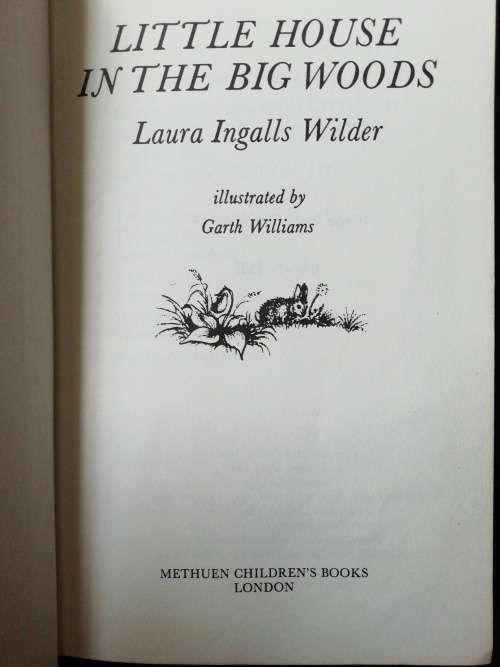 LITTLE HOUSE
IN THE BIG WOODS
Laura Ingalls Wilder
illustrated by
Garth Williams
METHUEN CHILDREN'S BOOKS
LONDON